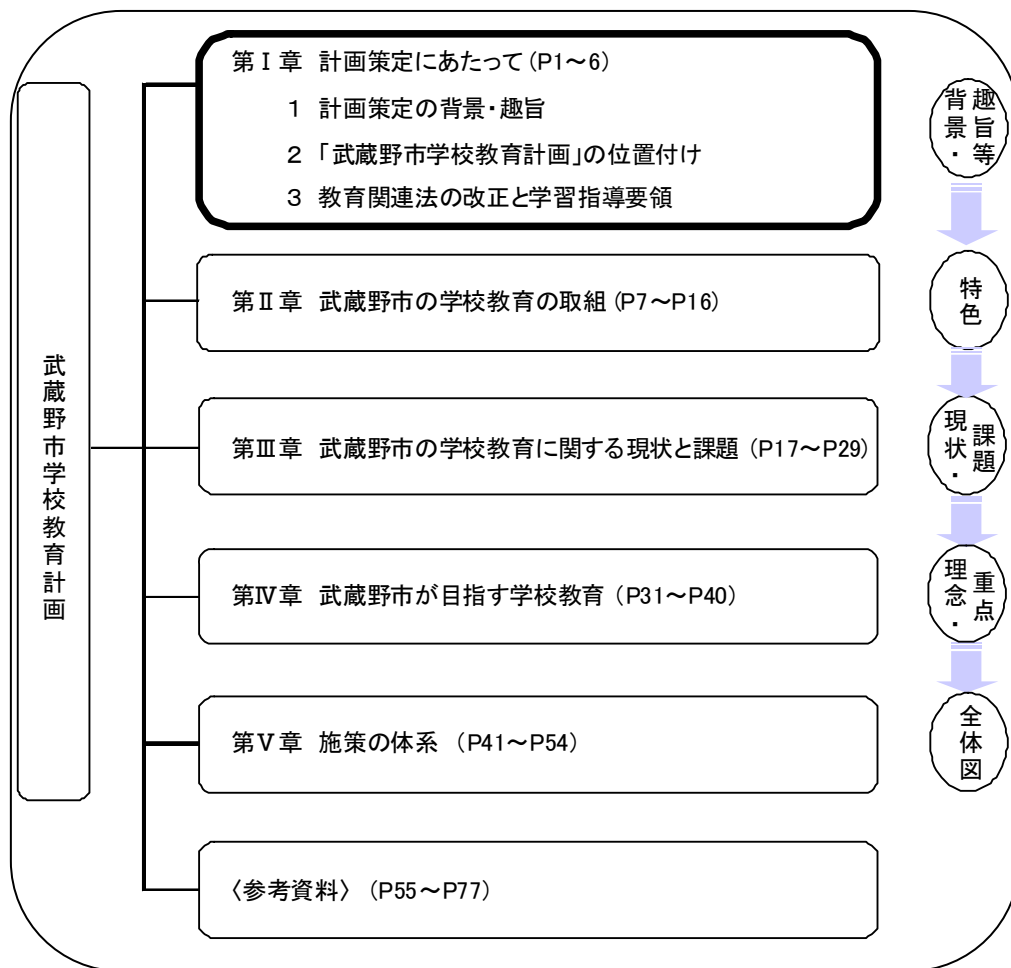 武蔵野市学校教育計画
第Ⅰ章 計画策定にあたって(P1～6)
1 計画策定の背景・趣旨
2 「武蔵野市学校教育計画」の位置付け
3 教育関連法の改正と学習指導要領
第Ⅱ章 武蔵野市の学校教育の取組(P7～P16)
第Ⅲ章 武蔵野市の学校教育に関する現状と課題 (P17～P29)
第Ⅳ章 武蔵野市が目指す学校教育 (P31～P40)
第Ⅴ章 施策の体系 (P41～P54)
〈参考資料〉 (P55～P77)
背景・
趣旨等
特色
現状・
課題
理念・
重点
全体図